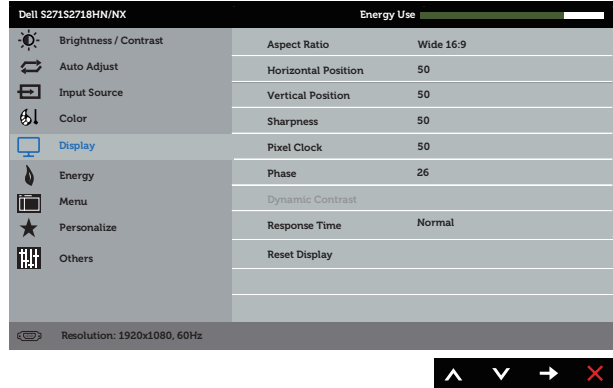 Dell S271S2718HN/NX
Energy Use
Brightness / Contrast
Auto Adjust
Input Source
Color
Display
Energy
Menu
Personalize
Others
Aspect Ratio Wide 16:9
Horizontal Position 50
Vertical Position 50
Sharpness 50
Pixel Clock 50
Phase 26
Dynamic Contrast
Response Time Normal
Reset Display
Resolution: 1920x1080, 60Hz